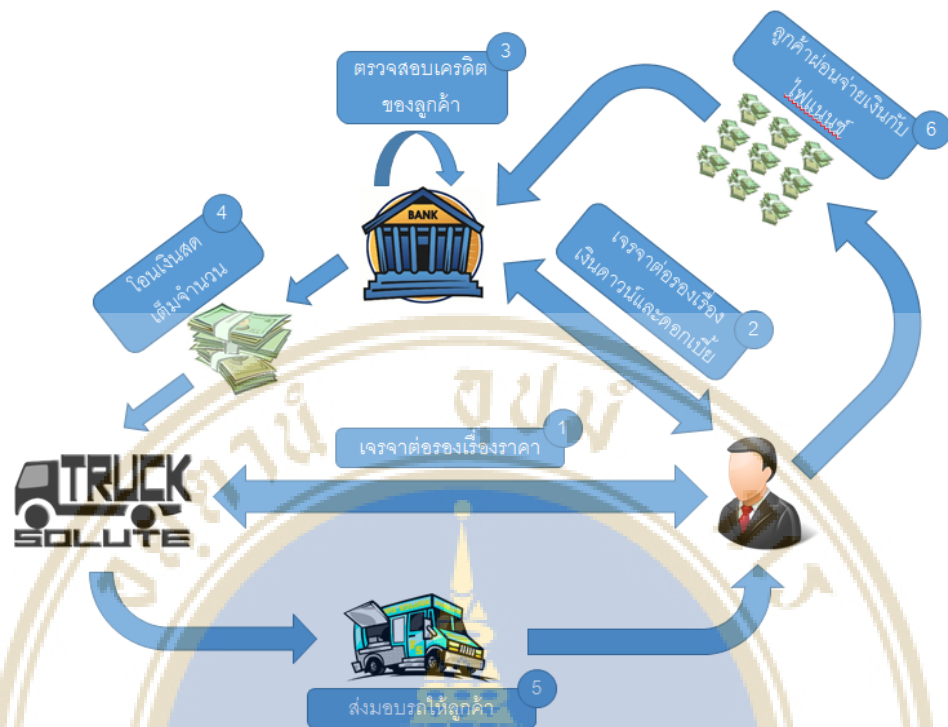 3
ตรวจสอบเครดิต
ของลูกค้า
ลูกค้าผ่อนจ่ายเงินกับ
ไฟแนนซ์
6
BANK
4
โอนเงินสด
เต็มจำนวน
เจรจาต่อรองเรื่อง
เงินดาวน์และดอกเบี้ย
2
1
เจรจาต่อรองเรื่องราคา
TRUCK
SOLUTE
5
ส่งมอบรถให้ลูกค้า